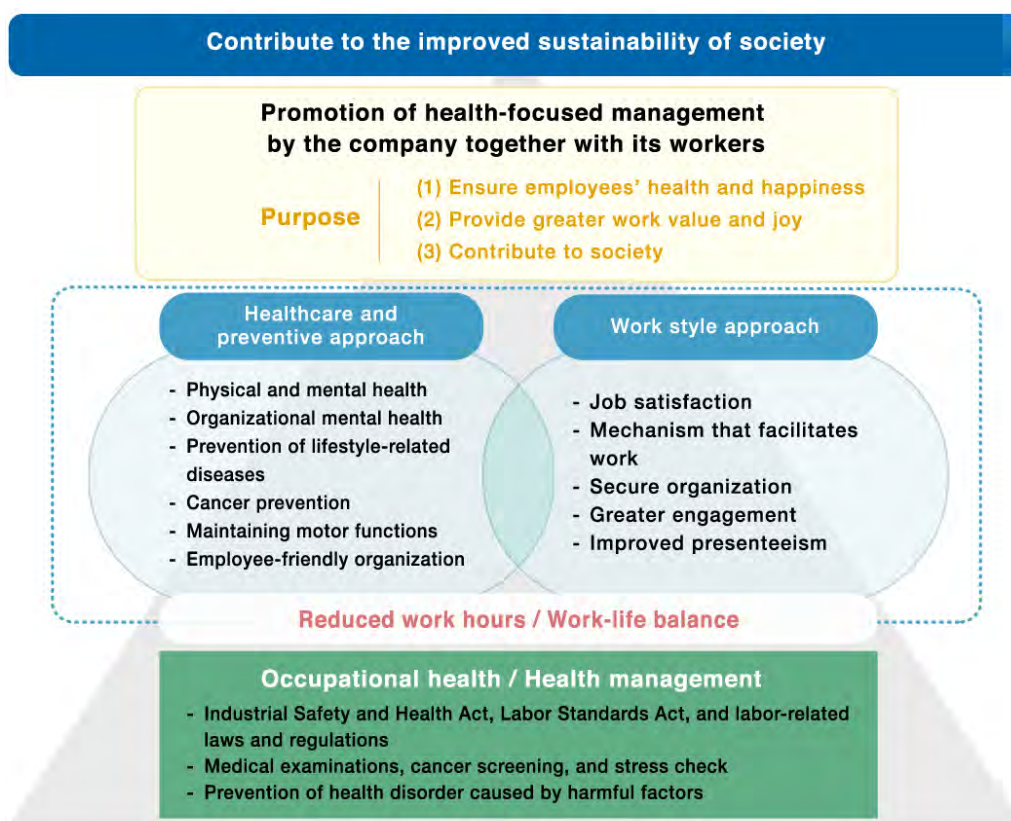 Contribute to the improved sustainability of society
Promotion of health-focused management
by the company together with its workers
Purpose
(1) Ensure employees’ health and happiness
(2) Provide greater work value and joy
(3) Contribute to society
Healthcare and
preventive approach
- Physical and mental health
- Organizational mental health
- Prevention of lifestyle-related
diseases
- Cancer prevention
- Maintaining motor functions
- Employee-friendly organization
Work style approach
- Job satisfaction
- Mechanism that facilitates
work
- Secure organization
- Greater engagement
- Improved presenteeism
Reduced work hours / Work-life balance
Occupational health / Health management
- Industrial Safety and Health Act, Labor Standards Act, and labor-related
laws and regulations
- Medical examinations, cancer screening, and stress check
- Prevention of health disorder caused by harmful factors